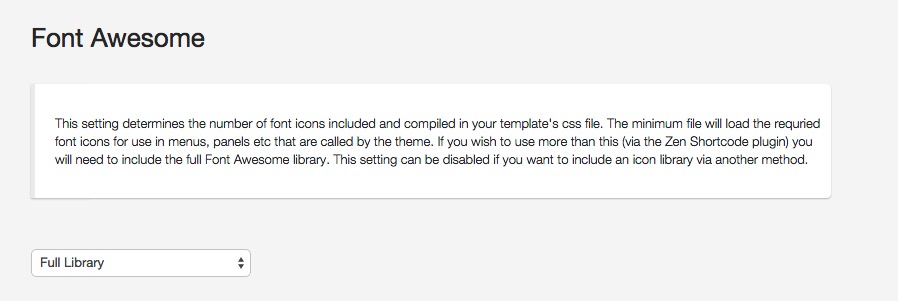 Font Awesome
This setting determines the number of font icons included and compiled in your template's css file. The minimum file will load the requried
font icons for use in menus, panels etc that are called by the theme. If you wish to use more than this (via the Zen Shortcode plugin) you
will need to include the full Font Awesome library. This setting can be disabled if you want to include an icon library via another method.
Full Library